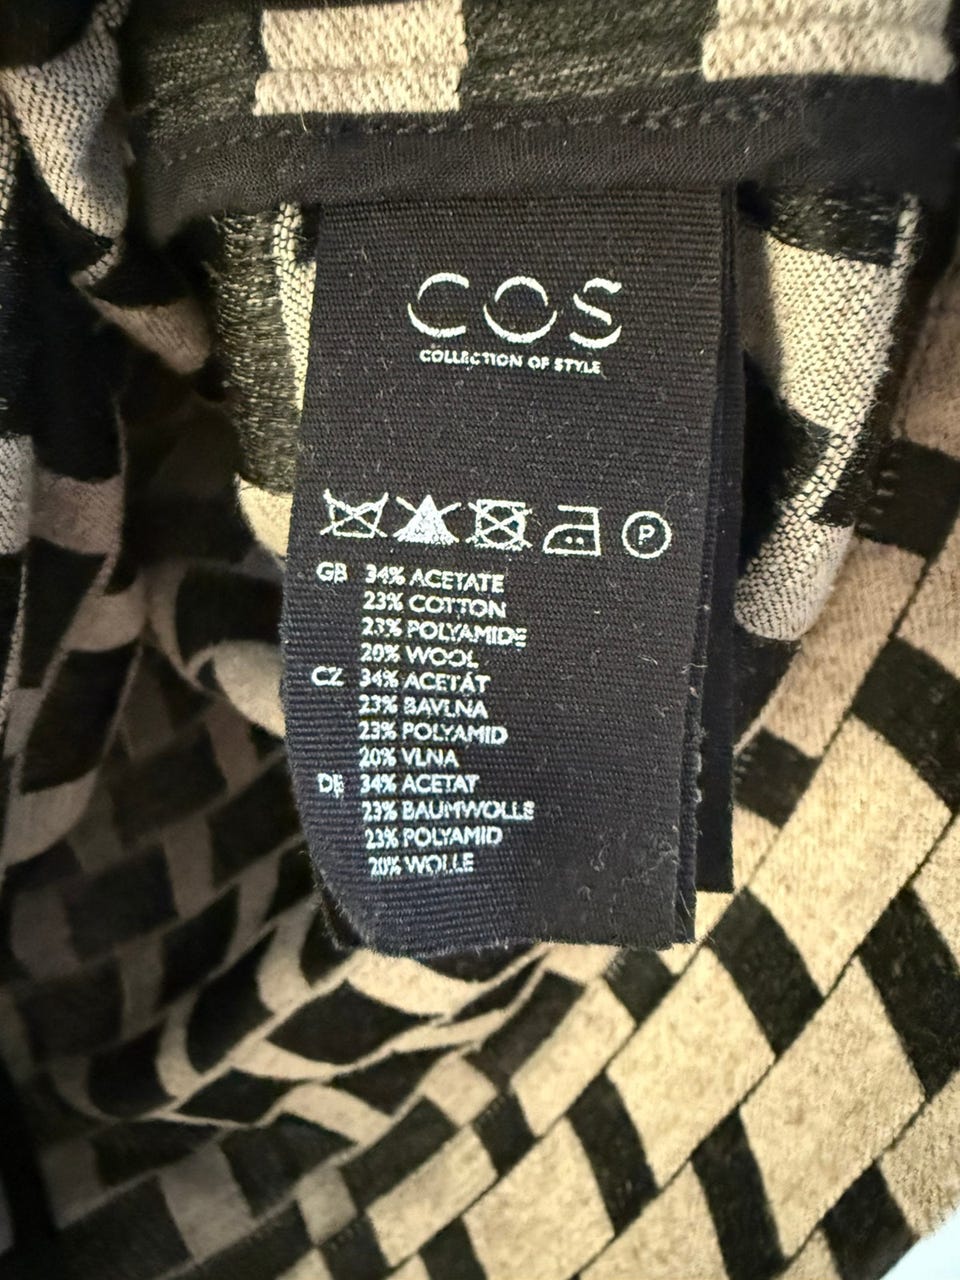 COS
COLLECTION OF STYLE
P
GB 34% ACETATE
23% COTTON
23% POLYAMIDE
20% WOOL
CZ 34% ACETÁT
23% BAVLNA
23% POLYAMID
20% VLNA
DE 34% ACETAT
23% BAUMWOLLE
23% POLYAMID
20% WOLLE